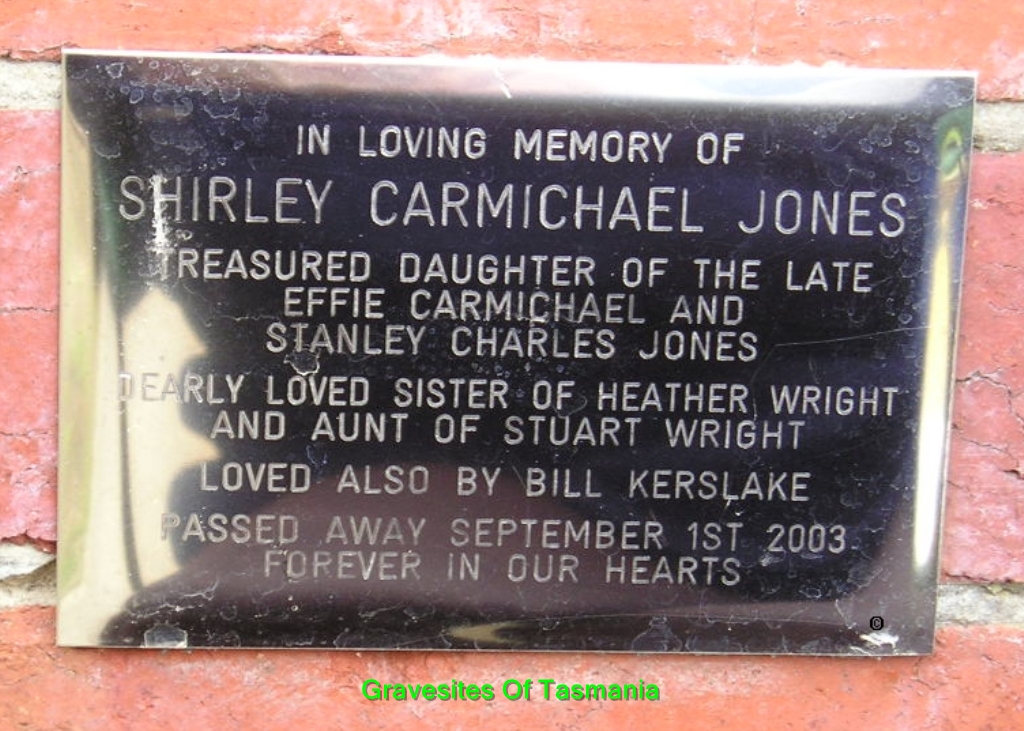 IN LOVING MEMORY OF
SHIRLEY CARMICHAEL JONES
TREASURED DAUGHTER OF THE LATE
EFFIE CARMICHAEL AND
STANLEY CHARLES JONES
DEARLY LOVED SISTER OF HEATHER WRIGHT
AND AUNT OF STUART WRIGHT
LOVED ALSO BY BILL KERSLAKE
PASSED AWAY SEPTEMBER 1ST 2003
FOREVER IN OUR HEARTS
©
Gravesites Of Tasmania